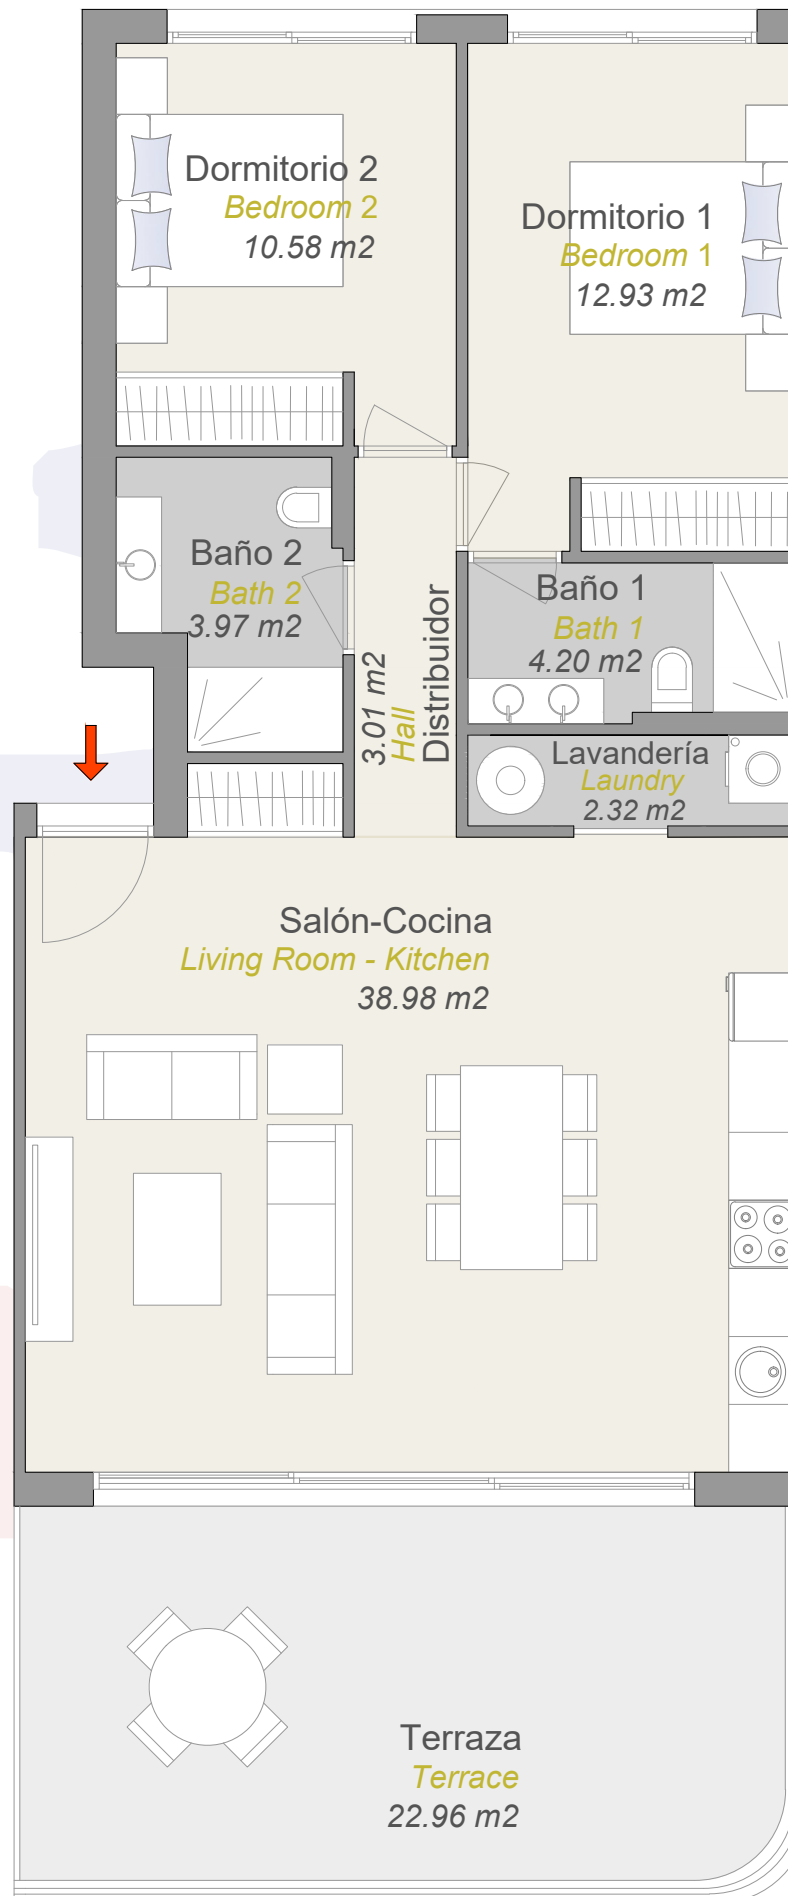 Dormitorio 2
Bedroom 2
10.58 m2
Dormitorio 1
Bedroom 1
12.93 m2
Baño 2
Bath 2
3.97 m2
Distribuidor
Hall
3.01 m2
Baño 1
Bath 1
4.20 m2
Lavandería
Laundry
2.32 m2
Salón-Cocina
Living Room - Kitchen
38.98 m2
Terraza
Terrace
22.96 m2